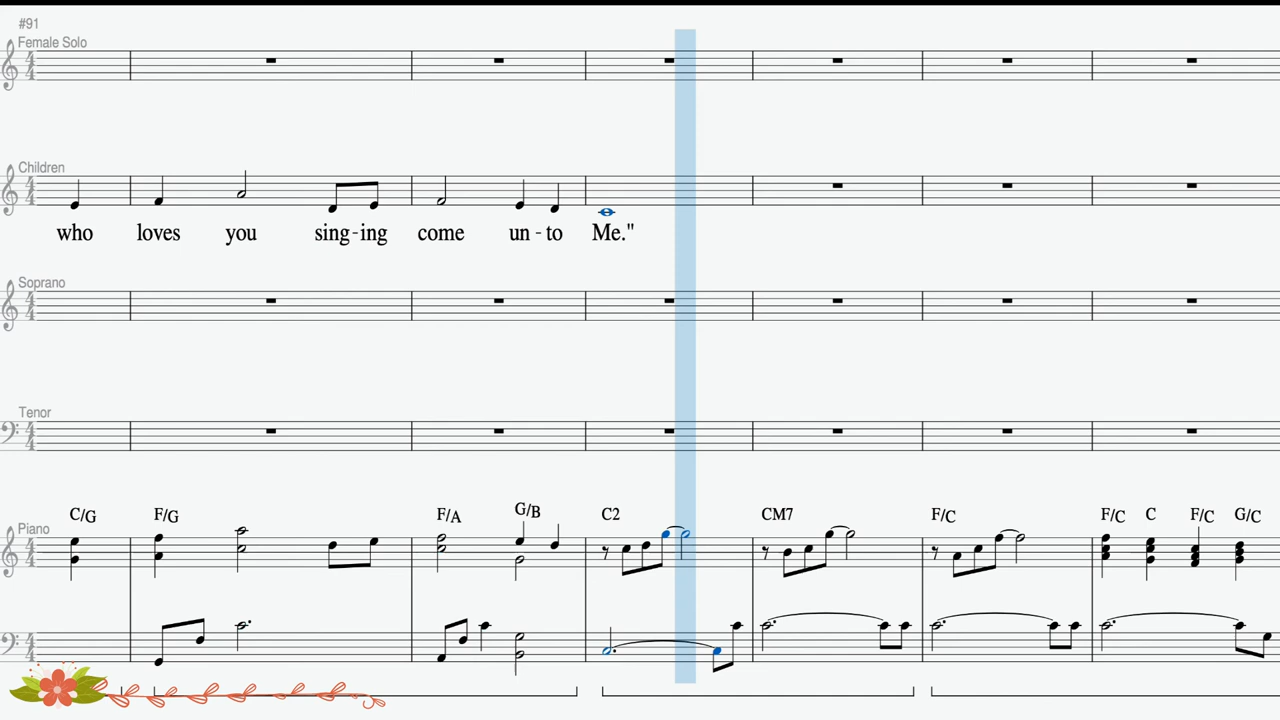 #91
Female Solo
Children
who loves you sing-ing come un-to Me."
Soprano
Tenor
C/G F/G F/A G/B C2 CM7 F/C F/C C F/C G/C
Piano